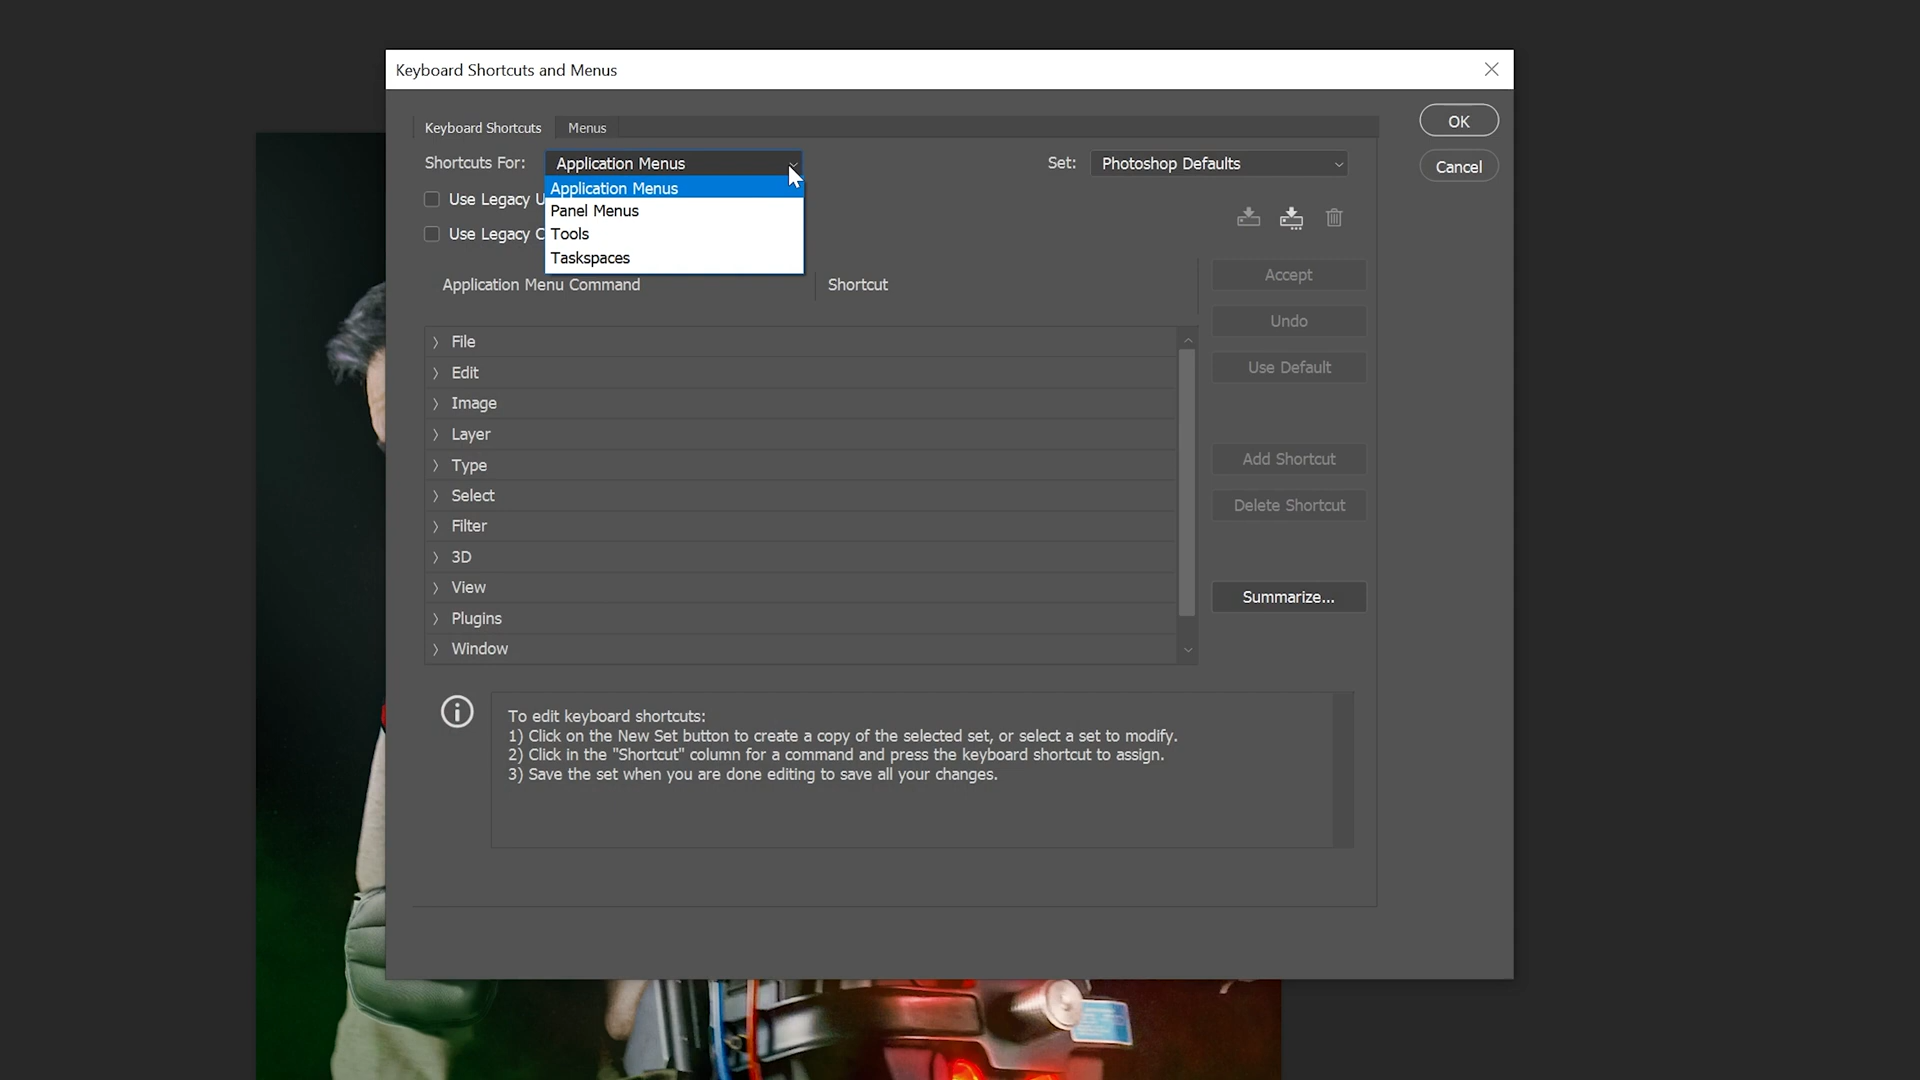 Keyboard Shortcuts and Menus
Keyboard Shortcuts
Menus
OK
Shortcuts For:
Application Menus
Set:
Photoshop Defaults
Cancel
Application Menus
Use Legacy U
Panel Menus
Tools
Use Legacy C
Taskspaces
Application Menu Command
Shortcut
Accept
Undo
File
Edit
Use Default
Image
Layer
Type
Add Shortcut
Select
Delete Shortcut
Filter
3D
View
Summarize...
Plugins
Window
To edit keyboard shortcuts:
1) Click on the New Set button to create a copy of the selected set, or select a set to modify.
2) Click in the "Shortcut" column for a command and press the keyboard shortcut to assign.
3) Save the set when you are done editing to save all your changes.